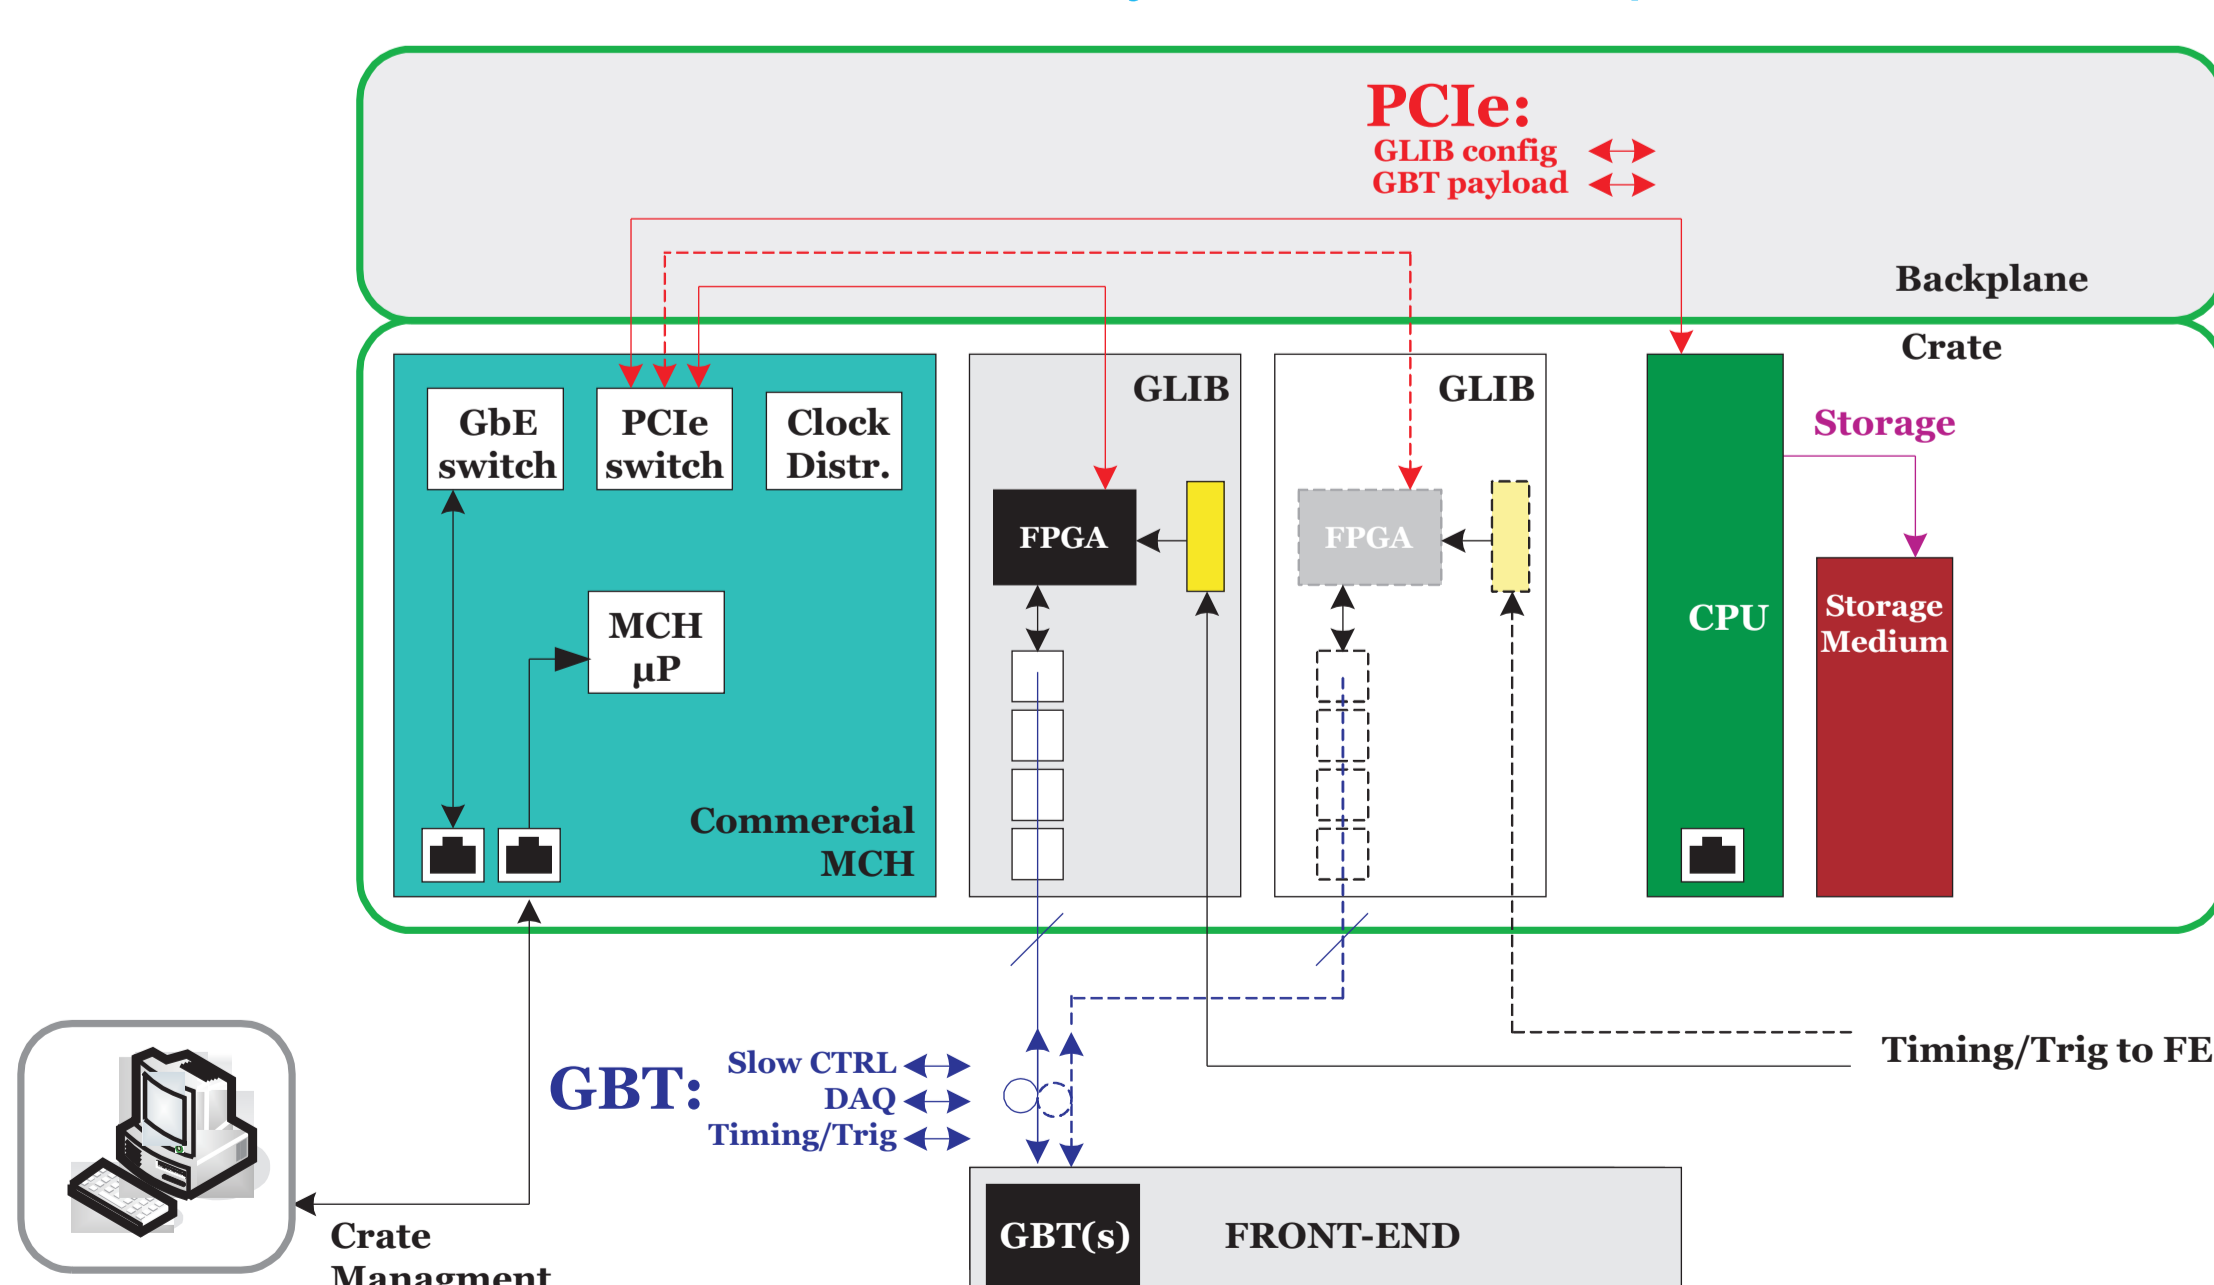 PCIe:
GLIB config
GBT payload
Backplane
Crate
GbE
switch
PCIe
switch
Clock
Distr.
GLIB
GLIB
Storage
FPGA
FPGA
MCH
µP
CPU
Storage
Medium
Commercial
MCH
Timing/Trig to FE
GBT:
Slow CTRL
DAQ
Timing/Trig
Crate
Managment
GBT(s)
FRONT-END